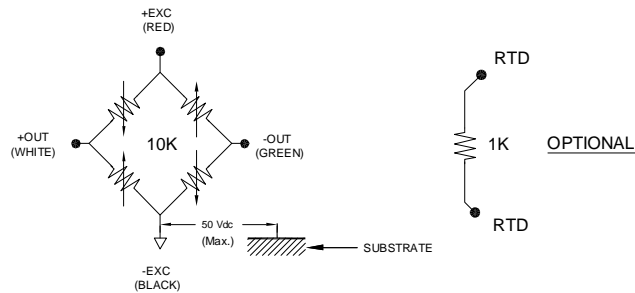 +EXC
(RED)
+OUT
(WHITE)
10K
-OUT
(GREEN)
50 Vdc
(Max.)
SUBSTRATE
-EXC
(BLACK)
RTD
1K
OPTIONAL
RTD